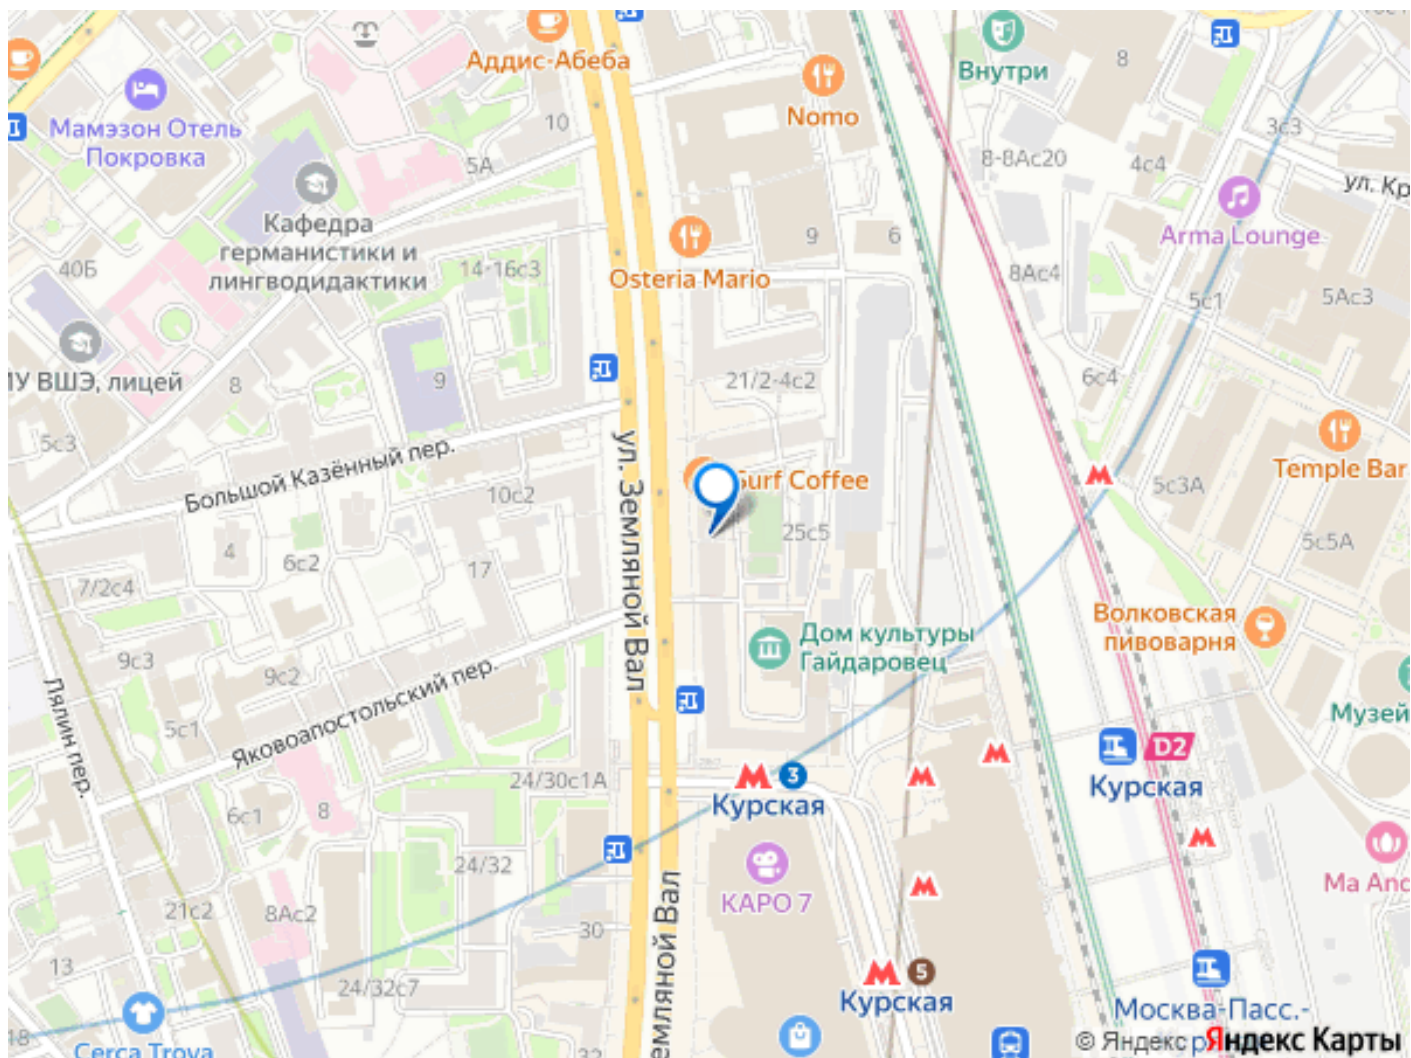 Аддис-Абеба
Внутри
8
Nomo
Мамэзон Отель
Покровка
10
5А
3с3
8-8Ас20
4с4
ул. Кр
Кафедра
германистики и
лингводидактики
40Б
14-16с3
Osteria Mario
9
6
Arma Lounge
8Ас4
5с1
5Ас3
ІУ ВШЭ, лицей
8
9
21/2-4с2
6с4
5с3
Большой Казённый пер.
ул. Земляной Вал
Surf Coffee
Temple Bar
10с2
5с3А
25с5
5с5А
4
6с2
17
7/2с4
Волковская
пивоварня
Дом культуры
Гайдаровец
9с3
9с2
Яковоапостольский пер.
Лялин пер.
5с1
Музей
D2
Курская
24/30с1А
3
Курская
6с1
8
24/32
КАРО 7
Ma And
21с2
8Ас2
30
Земляной Вал
13
24/32с7
5
Курская
Москва-Пасс.-
18
Cerca Trova
32
© Яндекс
Яндекс Карты